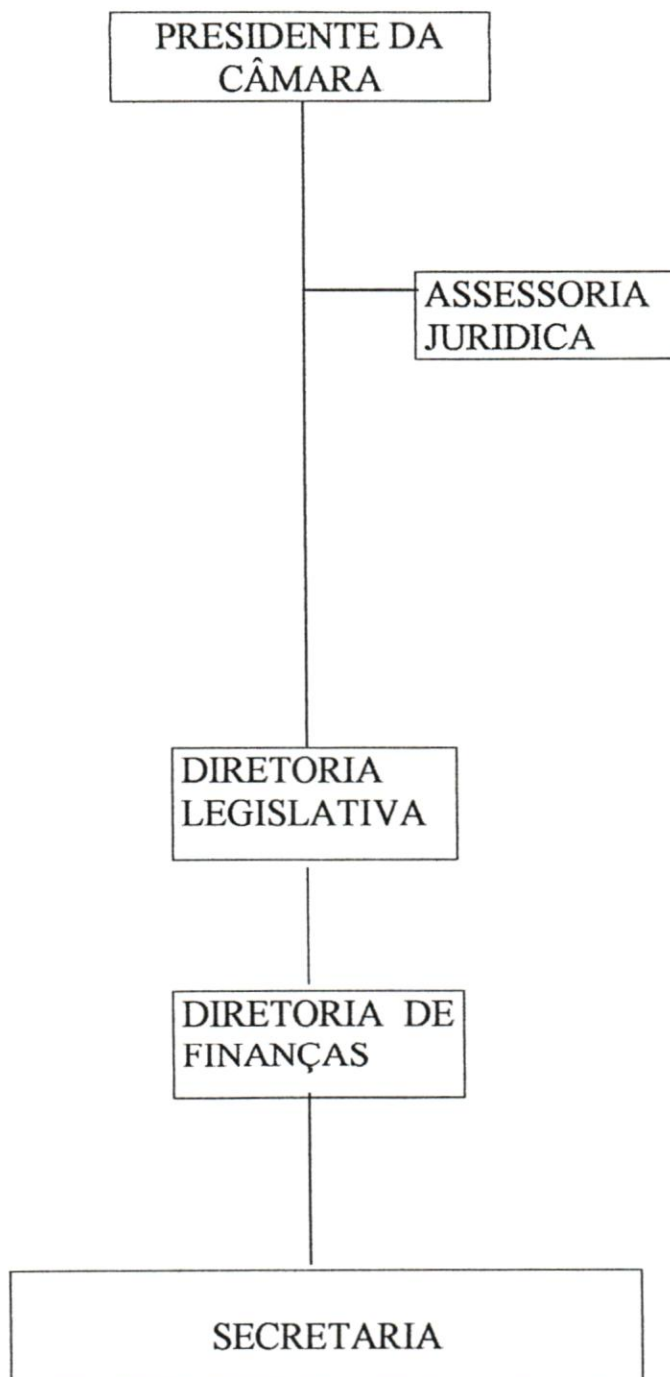 PRESIDENTE DA
CÂMARA
ASSESSORIA
JURIDICA
DIRETORIA
LEGISLATIVA
DIRETORIA DE
FINANÇAS
SECRETARIA